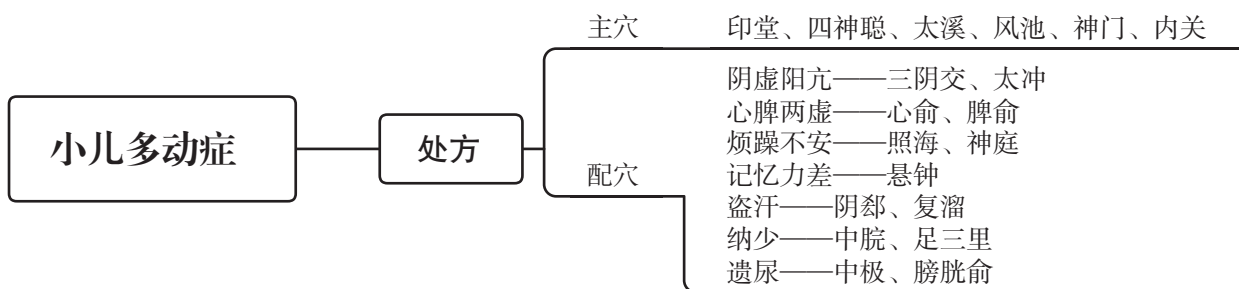 小儿多动症
处方
主穴
印堂、四神聪、太溪、风池、神门、内关
配穴
阴虚阳亢——三阴交、太冲
心脾两虚——心俞、脾俞
烦躁不安——照海、神庭
记忆力差——悬钟
盗汗——阴郄、复溜
纳少——中脘、足三里
遗尿——中极、膀胱俞